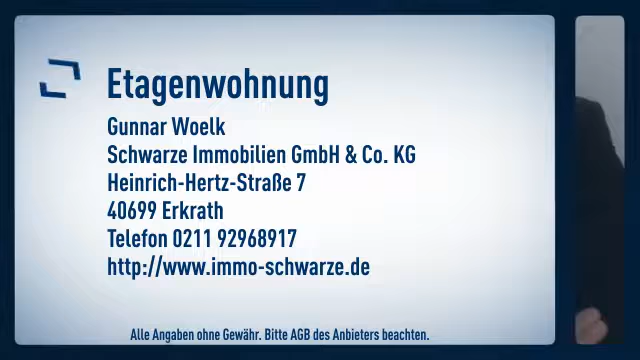 Etagenwohnung
Gunnar Woelk
Schwarze Immobilien GmbH & Co. KG
Heinrich-Hertz-Straße 7
40699 Erkrath
Telefon 0211 92968917
http://www.immo-schwarze.de
Alle Angaben ohne Gewähr. Bitte AGB des Anbieters beachten.